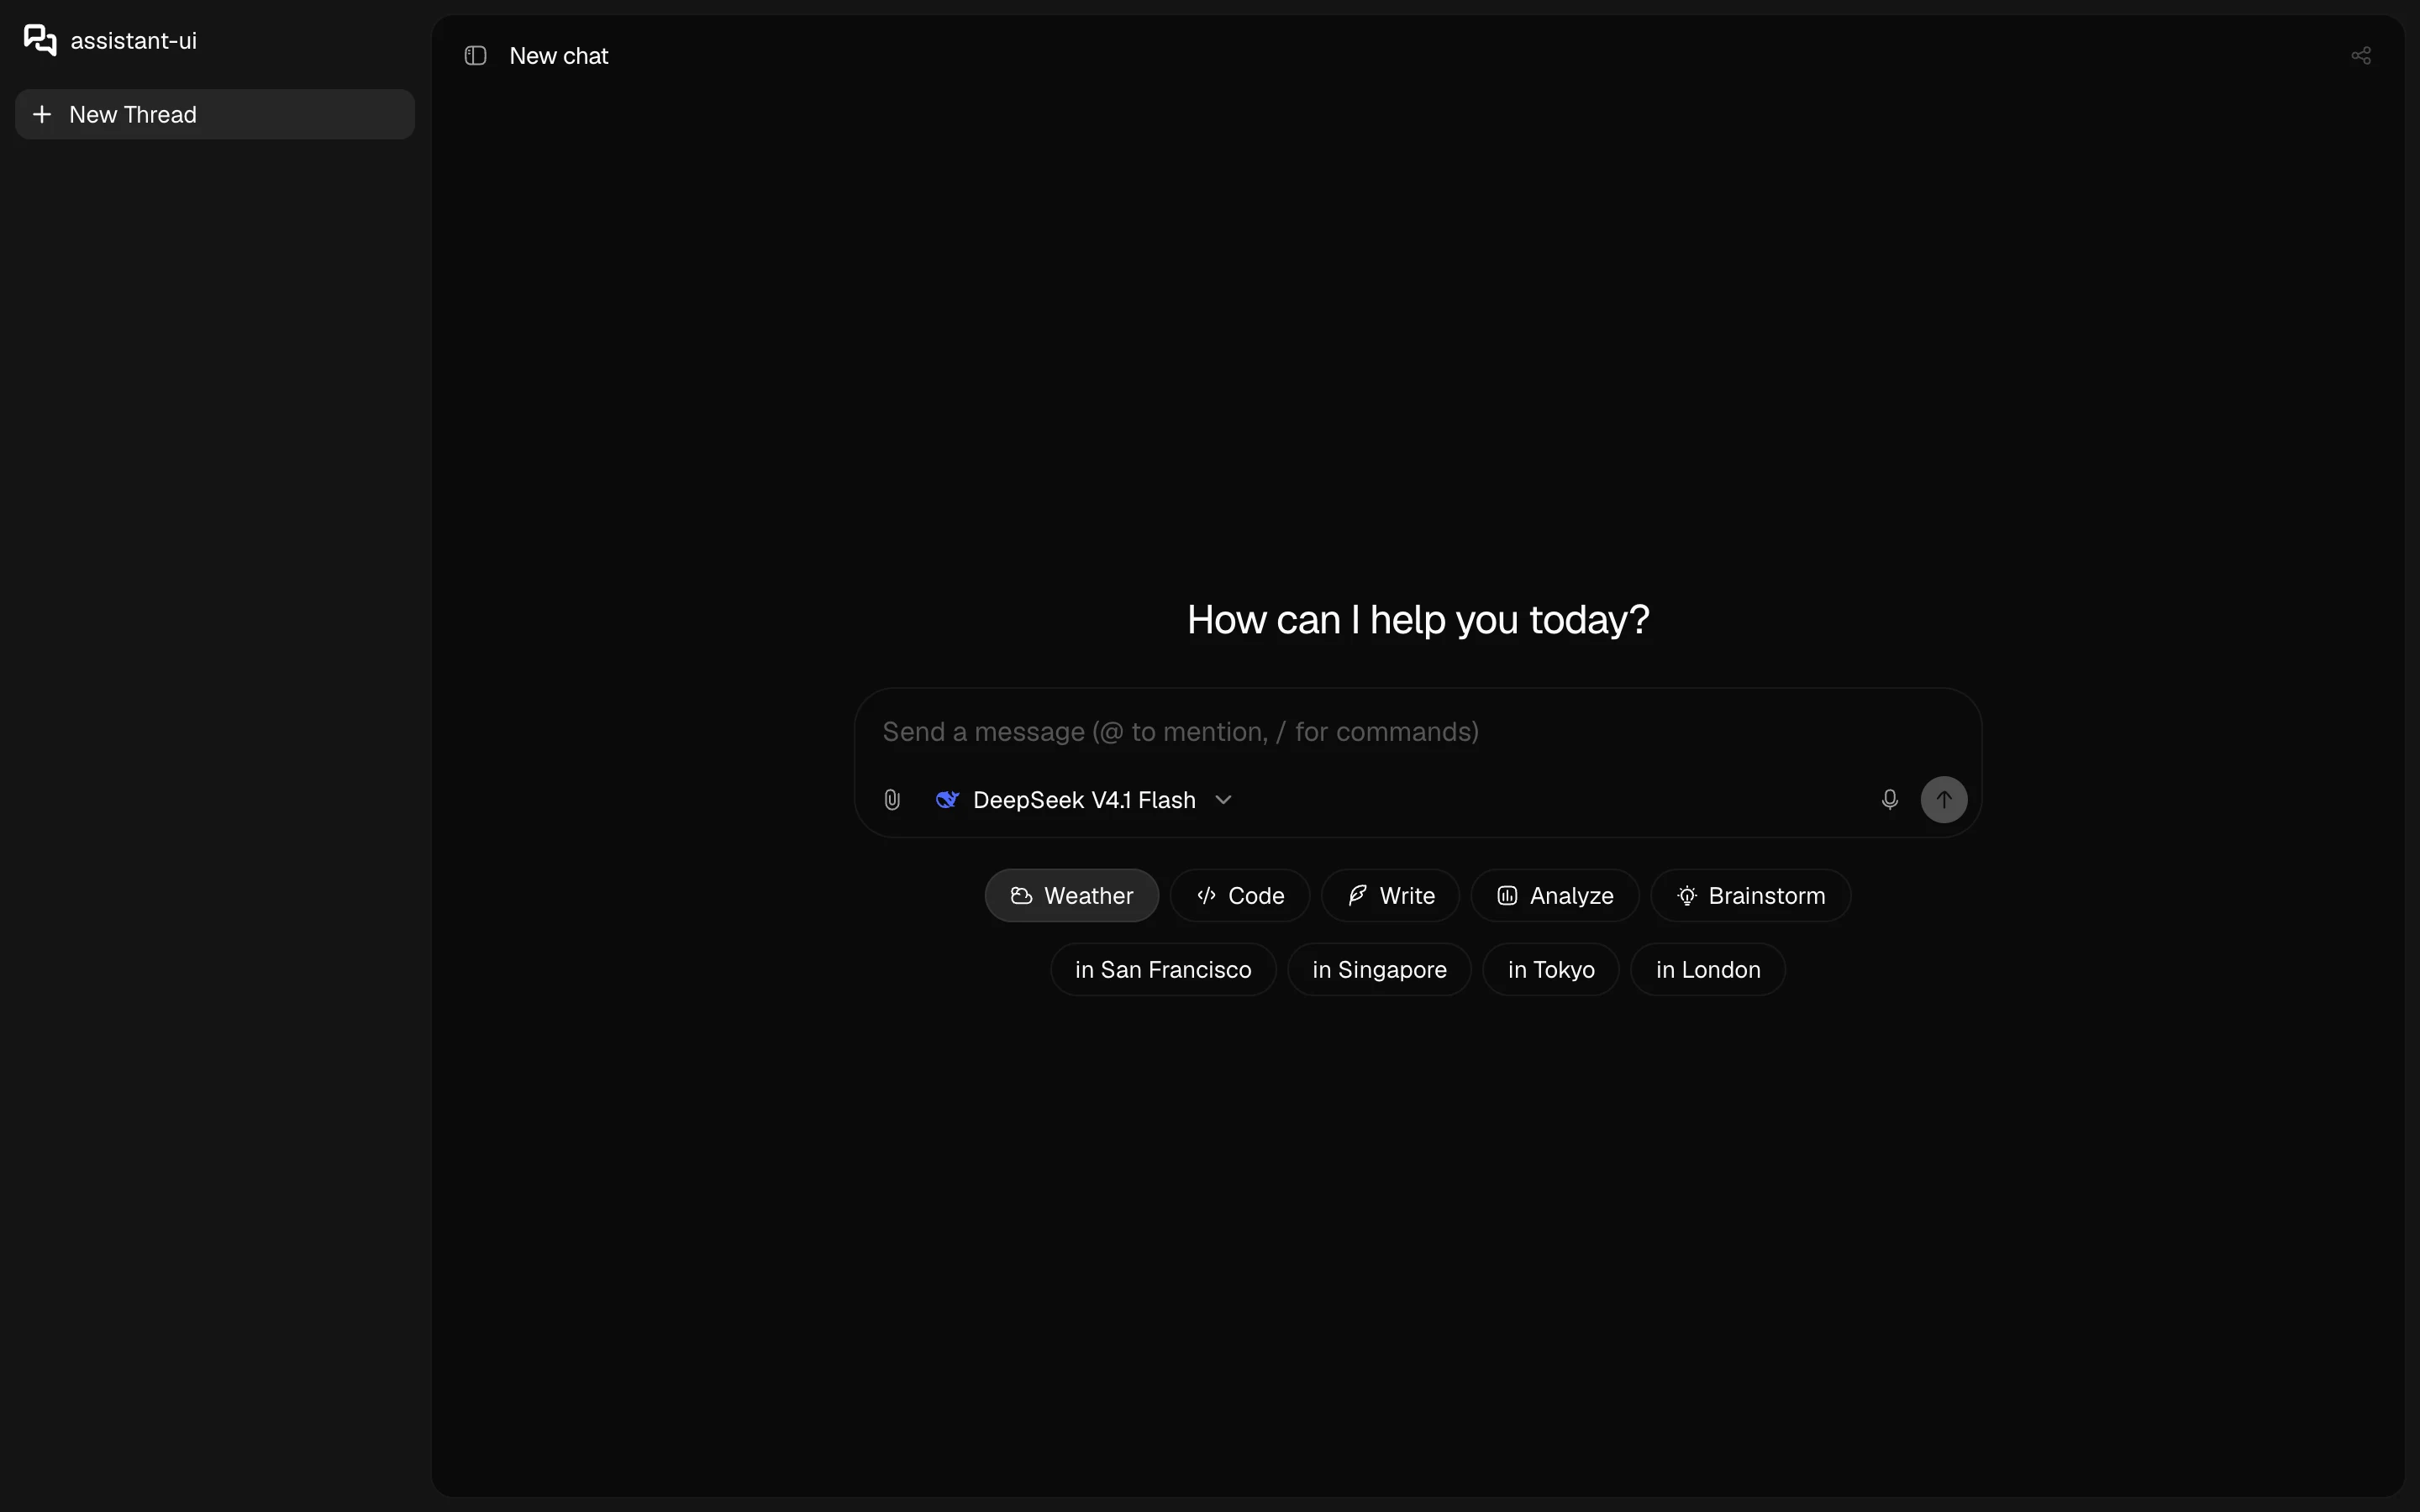 assistant-ui
New Thread
New chat
How can I help you today?
Send a message (@ to mention, / for commands)
DeepSeek V4.1 Flash
Weather
Code
Write
Analyze
Brainstorm
in San Francisco
in Singapore
in Tokyo
in London